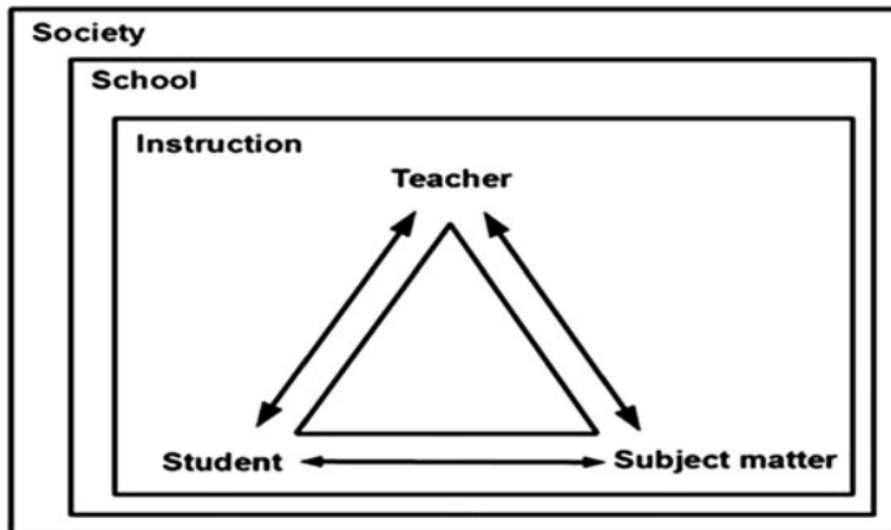 Society
School
Instruction
Teacher
Student
Subject matter